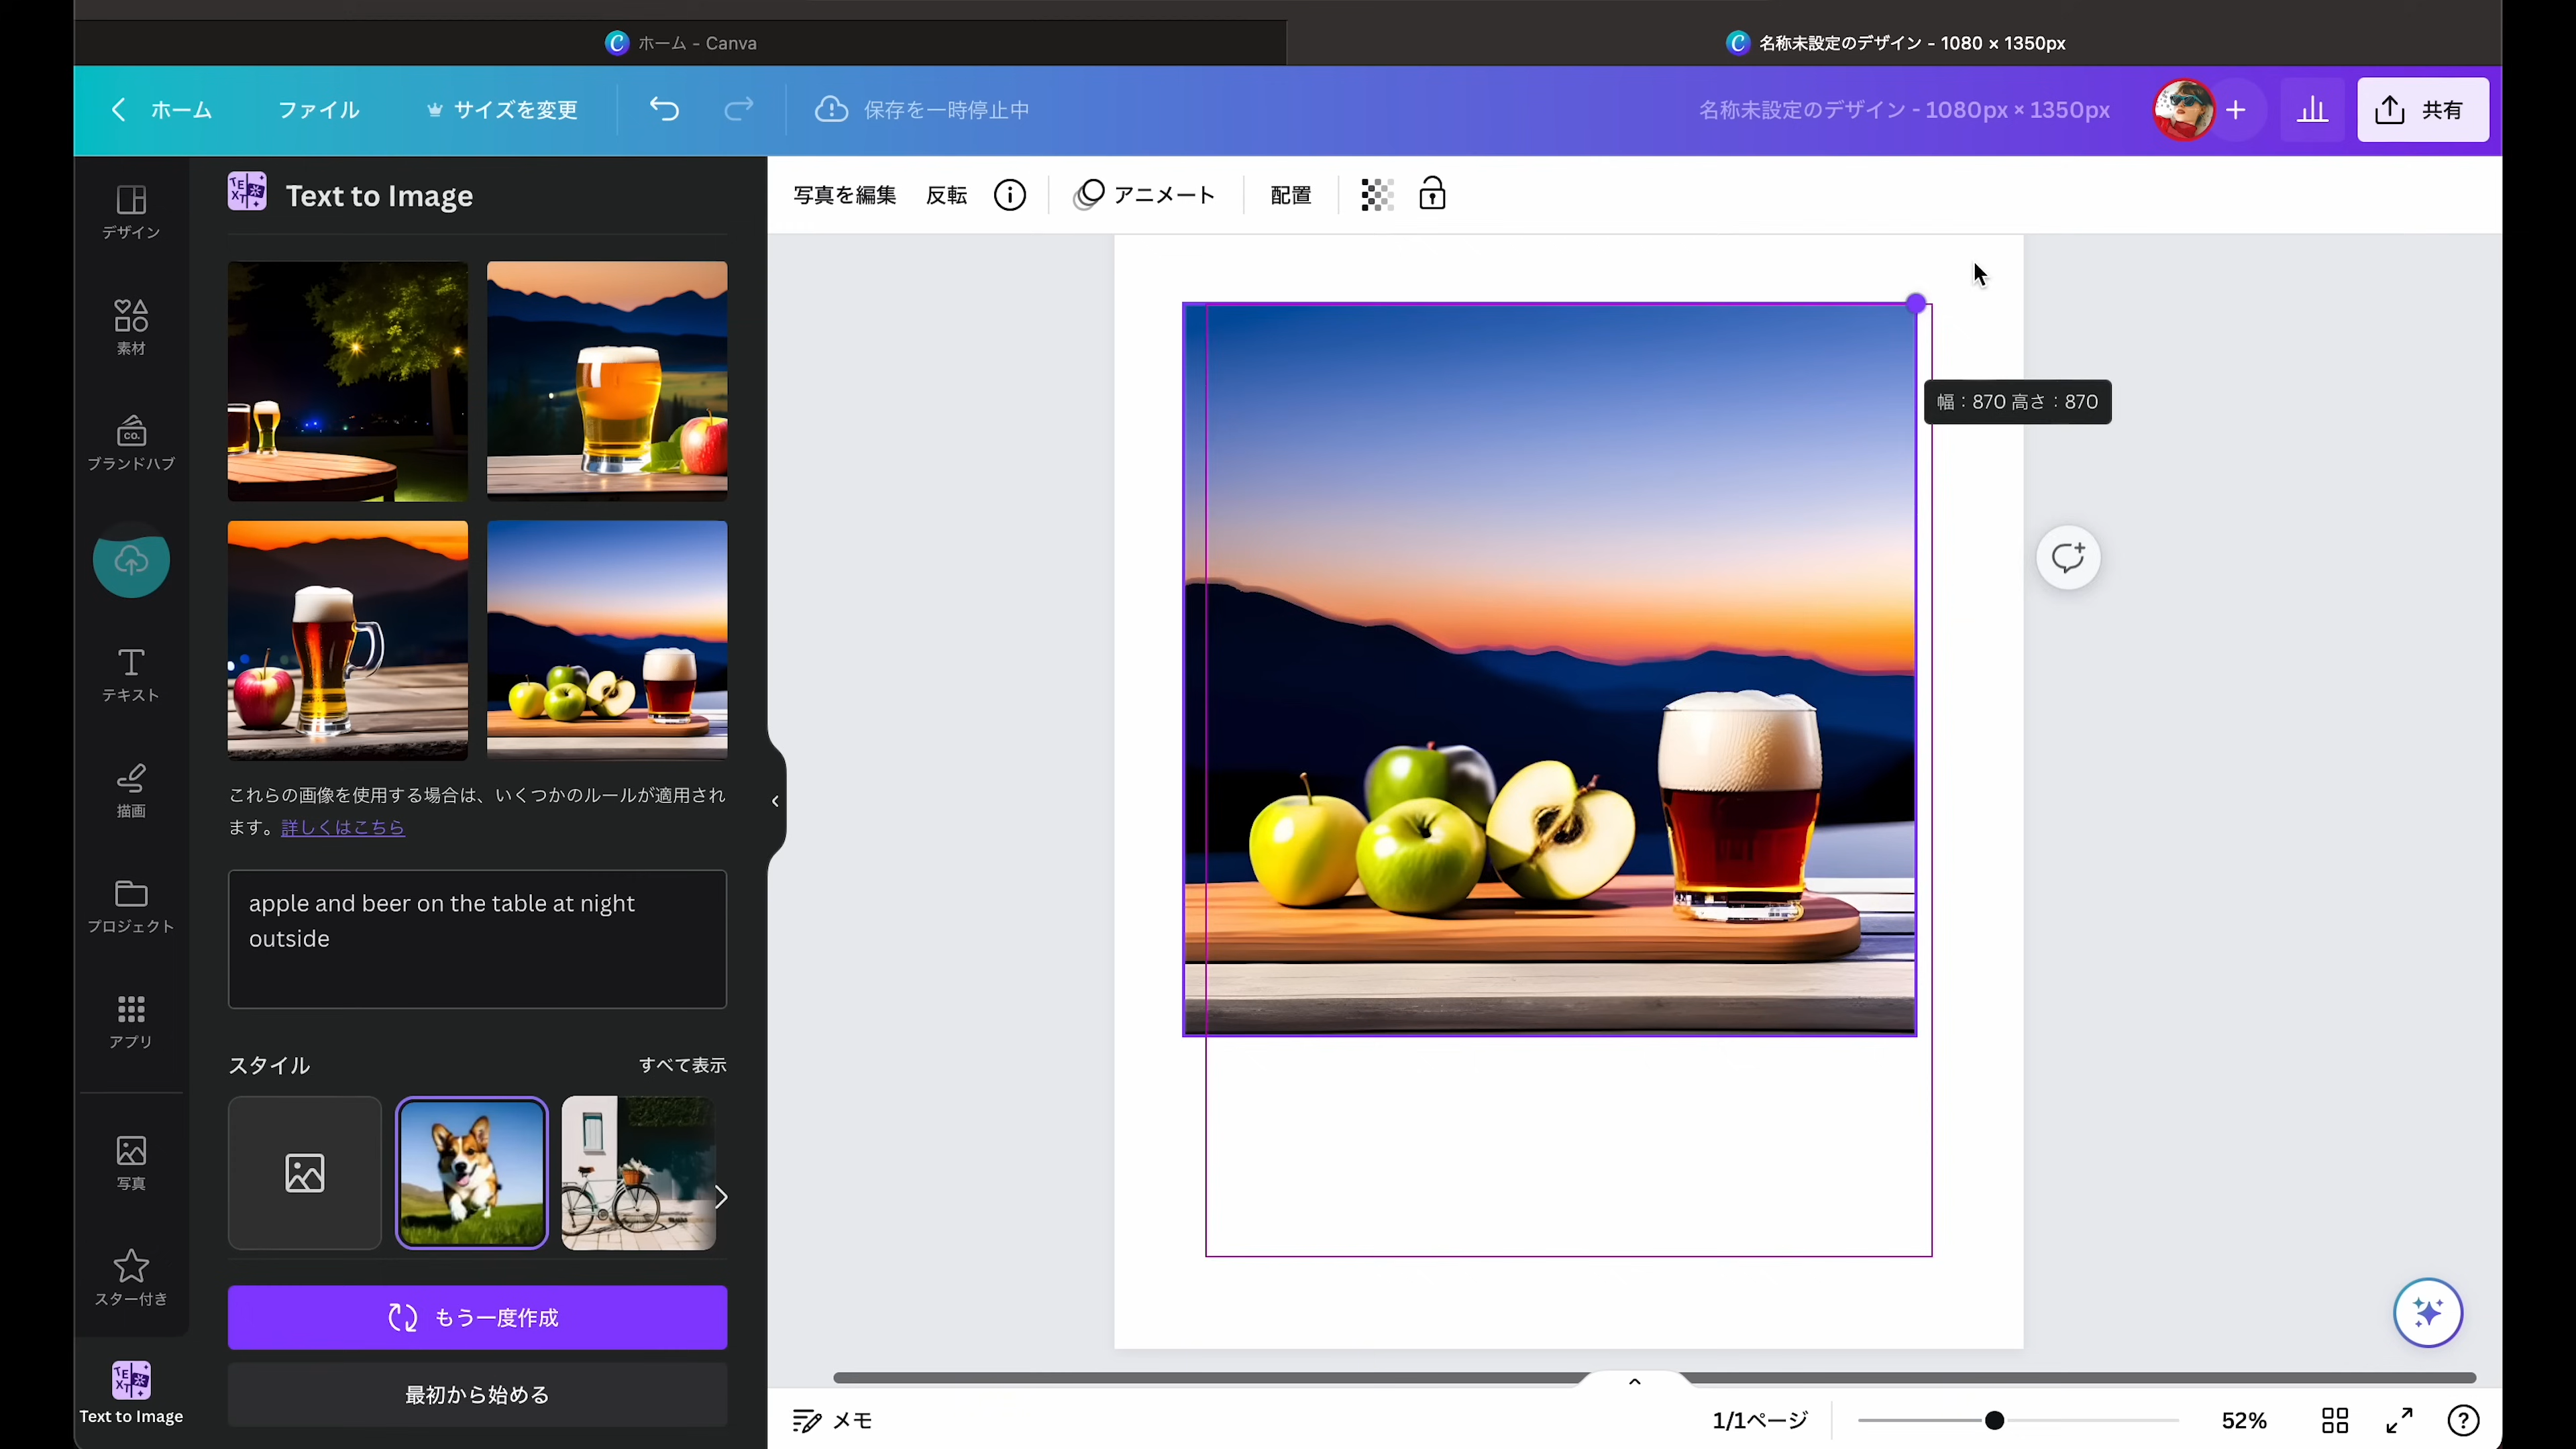 ホーム - Canva
名称未設定のデザイン - 1080 × 1350px
ホーム
ファイル
サイズを変更
保存を一時停止中
名称未設定のデザイン - 1080px × 1350px
共有
Text to Image
写真を編集
反転
アニメート
配置
デザイン
素材
CO.
ブランドハブ
テキスト
描画
プロジェクト
アプリ
写真
スター付き
TEXT
Text to Image
これらの画像を使用する場合は、いくつかのルールが適用され
ます。詳しくはこちら
apple and beer on the table at night
outside
スタイル
すべて表示
もう一度作成
最初から始める
幅：870 高さ：870
メモ
1/1ページ
52%